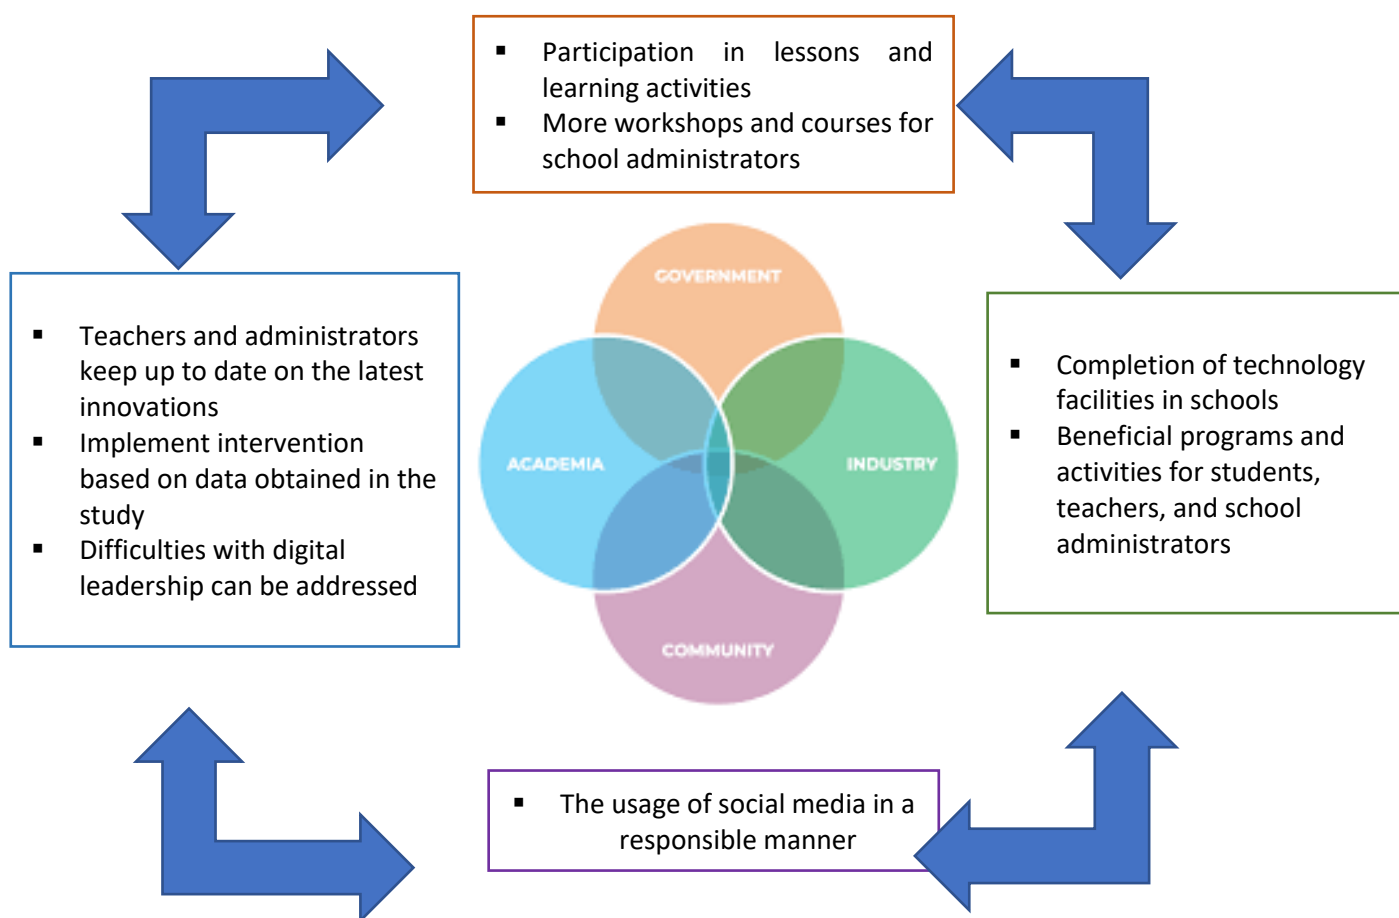 ▪ Participation in lessons and
learning activities
▪ More workshops and courses for
school administrators
GOVERNMENT
▪ Teachers and administrators
keep up to date on the latest
innovations
▪ Implement intervention
based on data obtained in the
study
▪ Difficulties with digital
leadership can be addressed
ACADEMIA
INDUSTRY
▪ Completion of technology
facilities in schools
▪ Beneficial programs and
activities for students,
teachers, and school
administrators
COMMUNITY
▪ The usage of social media in a
responsible manner